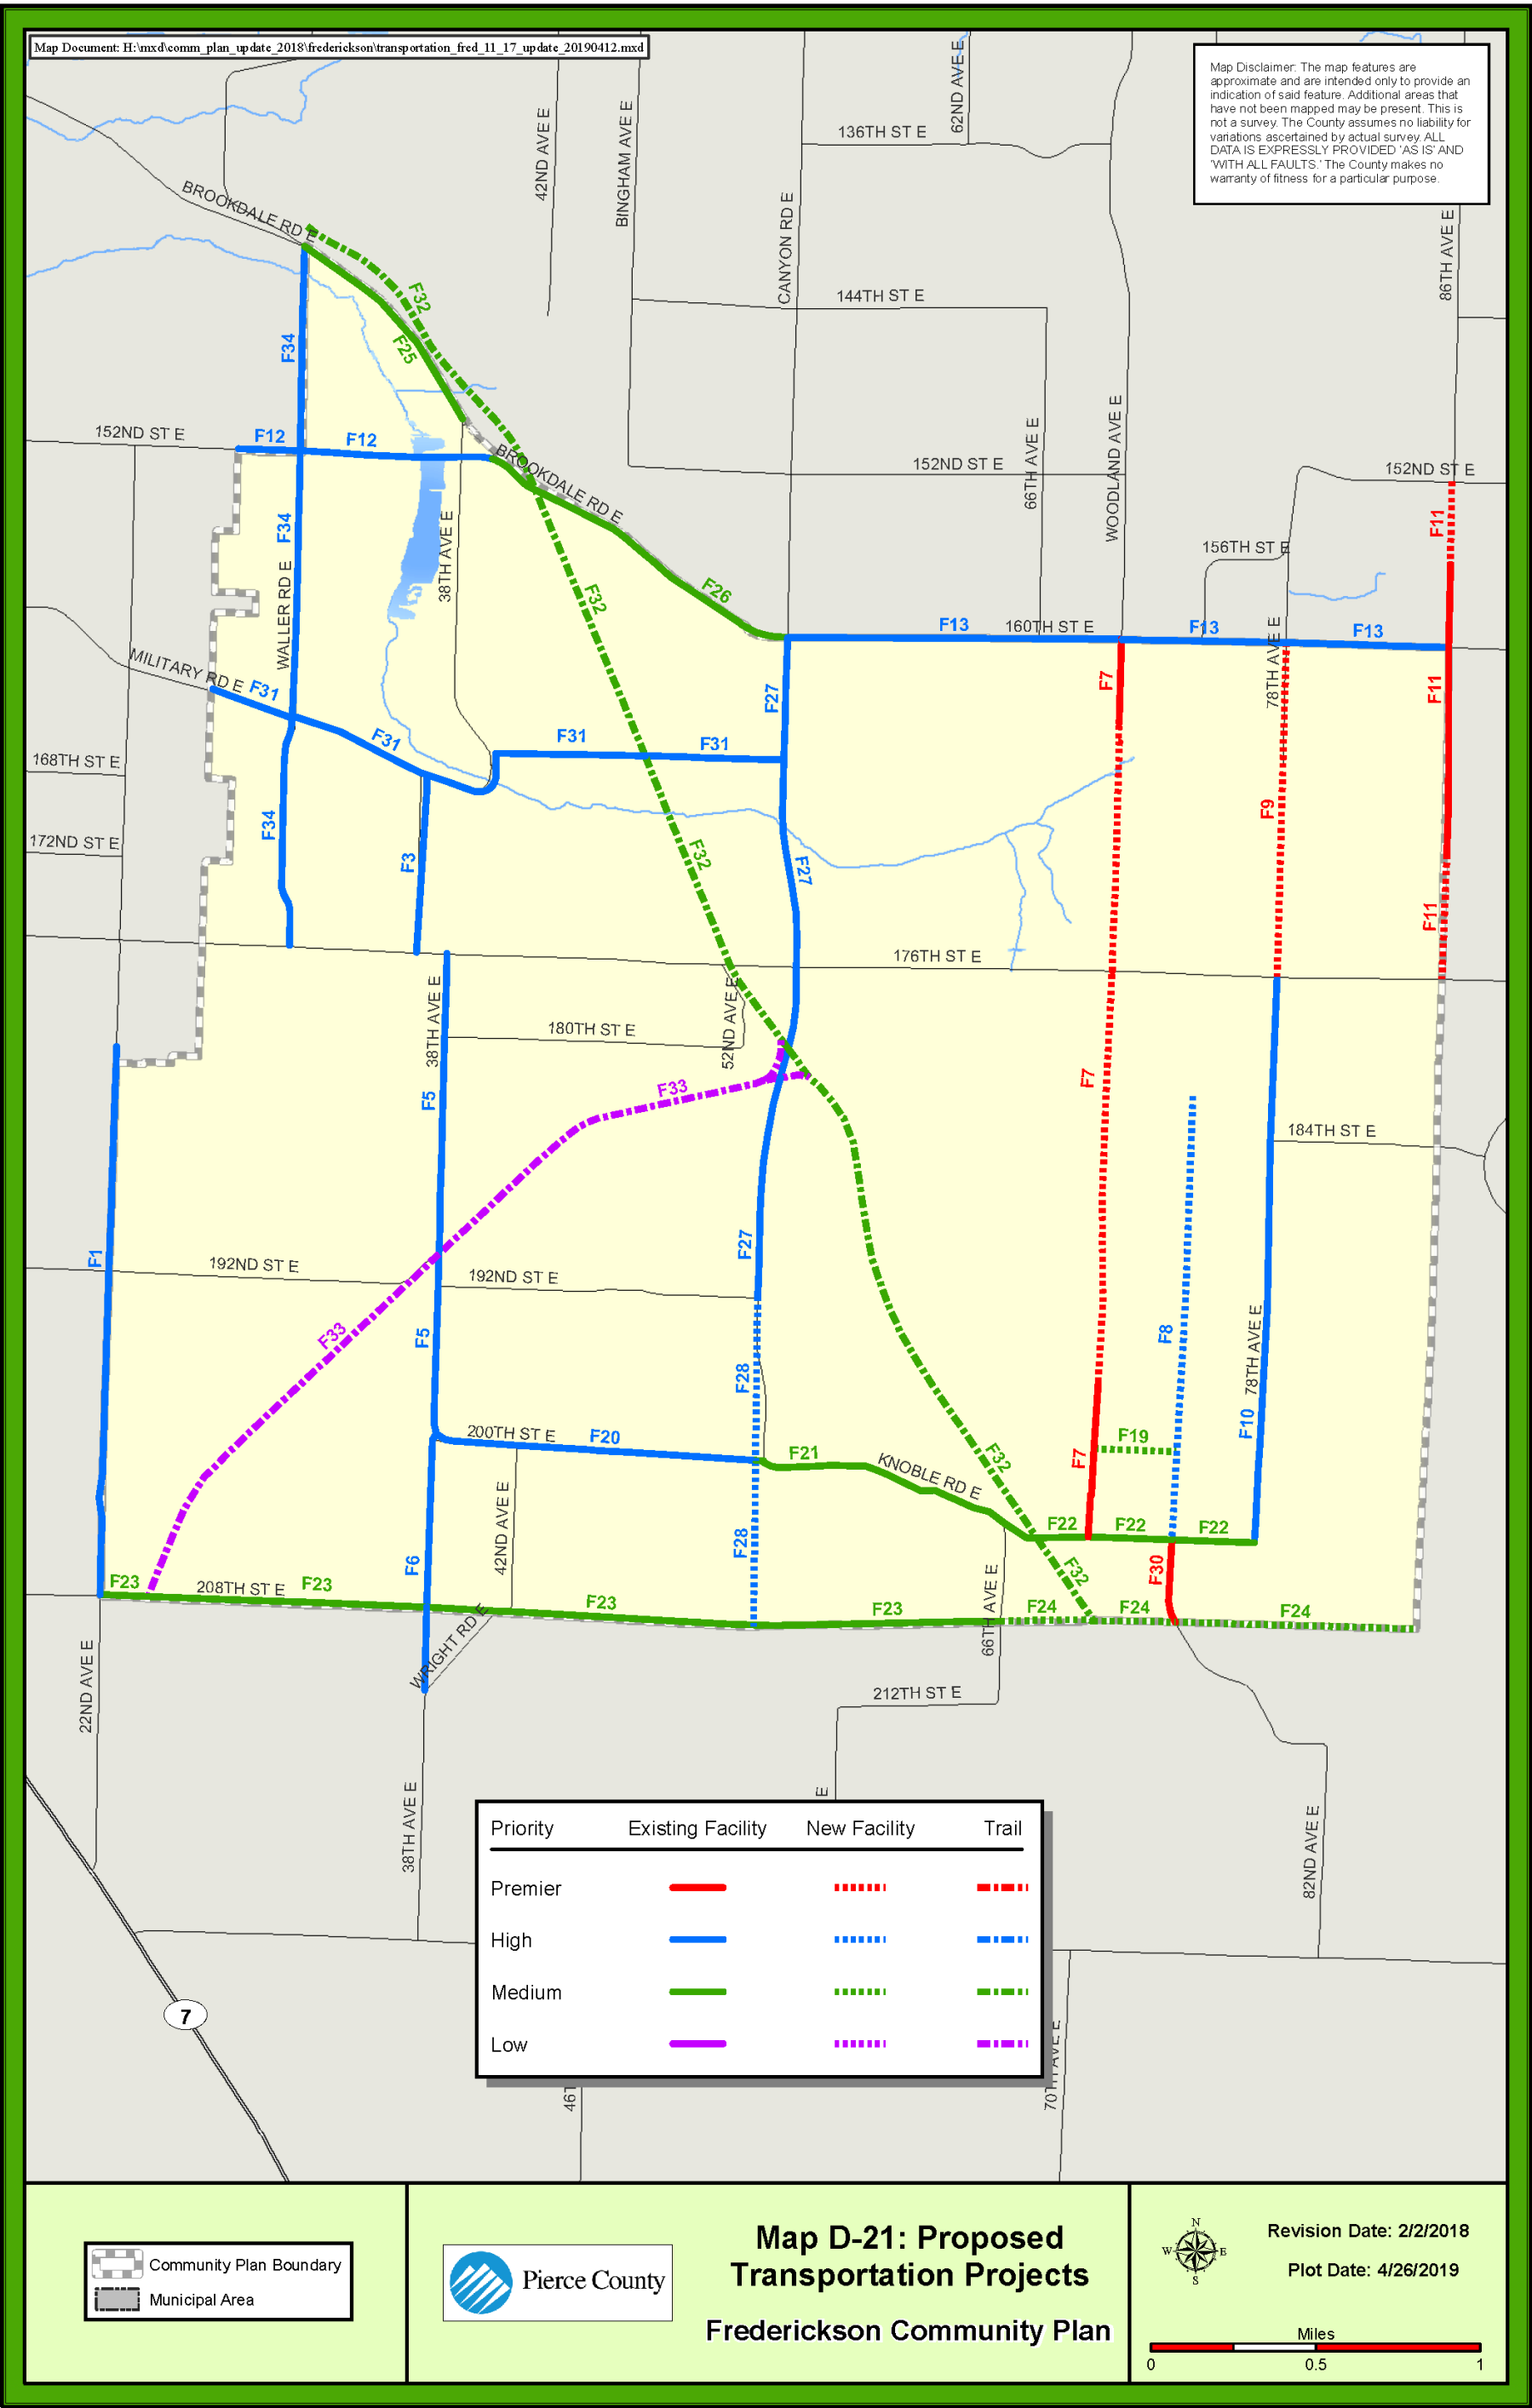 Map Document: H:\mxd\comm_plan_update_2018\frederickson\transportation_fred_11_17_update_20190412.mxd
Map Disclaimer: The map features are
approximate and are intended only to provide an
indication of said feature. Additional areas that
have not been mapped may be present. This is
not a survey. The County assumes no liability for
variations ascertained by actual survey. ALL
DATA IS EXPRESSLY PROVIDED 'AS IS' AND
'WITH ALL FAULTS.' The County makes no
warranty of fitness for a particular purpose.
42ND AVE E
BINGHAM AVE E
62ND AVE E
136TH ST E
CANYON RD E
86TH AVE E
BROOKDALE RD E
144TH ST E
F32
F25
F34
152ND ST E
F12
F12
BROOKDALE RD E
152ND ST E
66TH AVE E
WOODLAND AVE E
152ND ST E
F11
F34
38TH AVE E
156TH ST E
F32
F26
WALLER RD E
F13
160TH ST E
F13
F13
78TH AVE E
MILITARY RD E
F31
F27
F7
F11
F31
F31
F31
168TH ST E
F34
F3
F9
172ND ST E
F32
F27
F11
176TH ST E
38TH AVE E
180TH ST E
52ND AVE E
F33
F5
F7
184TH ST E
F1
192ND ST E
192ND ST E
F27
F33
F5
F28
F8
78TH AVE E
200TH ST E
F20
F21
KNOBLE RD E
F32
F7
F19
F10
42ND AVE E
F28
F22
F22
F22
F6
F23
208TH ST E
F23
F23
F23
F32
F30
F24
F24
F24
66TH AVE E
WRIGHT RD E
22ND AVE E
212TH ST E
38TH AVE E
E
82ND AVE E
Priority Existing Facility New Facility Trail
Premier
High
Medium
Low
7
Community Plan Boundary
Municipal Area
Pierce County
Map D-21: Proposed
Transportation Projects
Frederickson Community Plan
N
W E
S
Revision Date: 2/2/2018
Plot Date: 4/26/2019
Miles
0 0.5 1